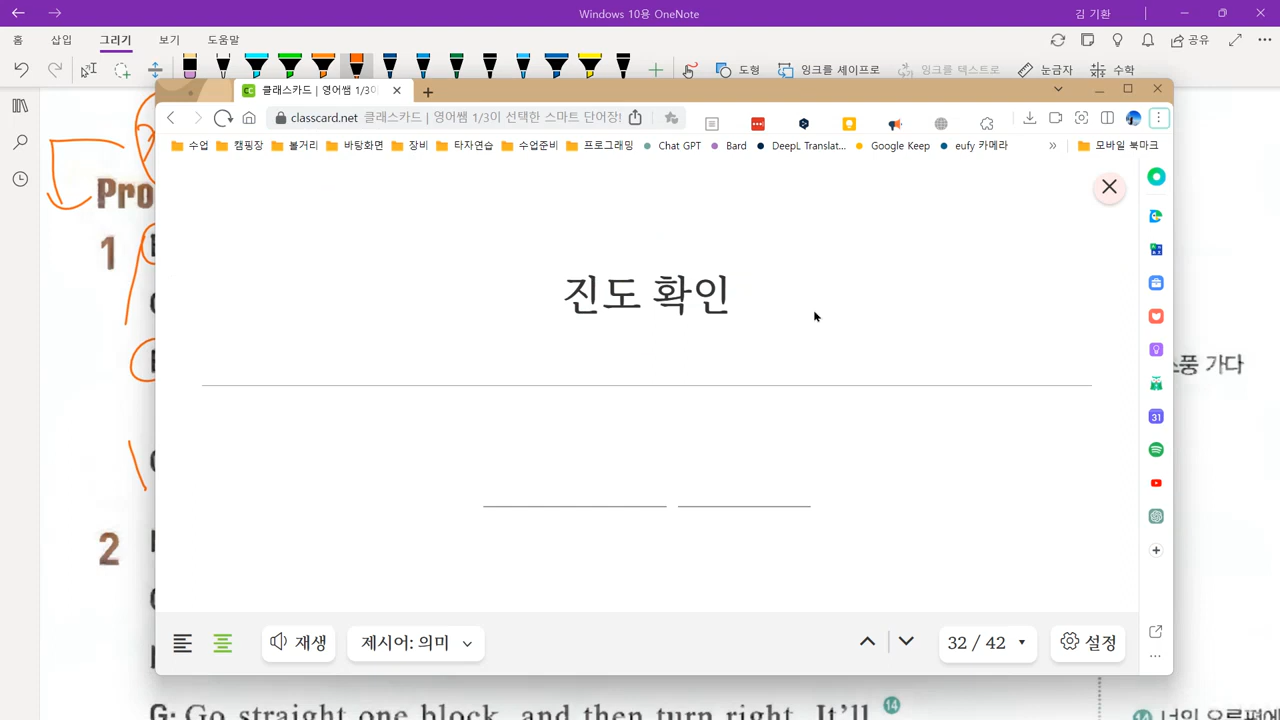 Windows 10용 OneNote
김 기환
홈 삽입 그리기 보기 도움말
공유
도형 잉크를 셰이프로 잉크를 텍스트로 눈금자 수학
클래스카드 | 영어쌤 1/3이
classcard.net 클래스카드 | 영어쌤 1/3이 선택한 스마트 단어장!
수업 캠핑장 볼거리 바탕화면 장비 타자연습 수업준비 프로그래밍 Chat GPT Bard DeepL Translat... Google Keep eufy 카메라 » 모바일 북마크
Pro
진도 확인
1
풍 가다
31
2
재생 제시어: 의미 32 / 42 설정
G: Go straight one block, and then turn right. It'll 14
14 너의 오른편에